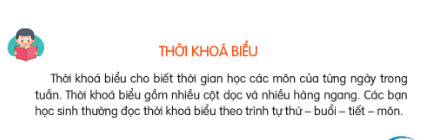 THỜI KHOÁ BIỂU
Thời khoá biểu cho biết thời gian học các môn của từng ngày trong
tuần. Thời khoá biểu gồm nhiều cột dọc và nhiều hàng ngang. Các bạn
học sinh thường đọc thời khoá biểu theo trình tự thứ – buổi – tiết – môn.